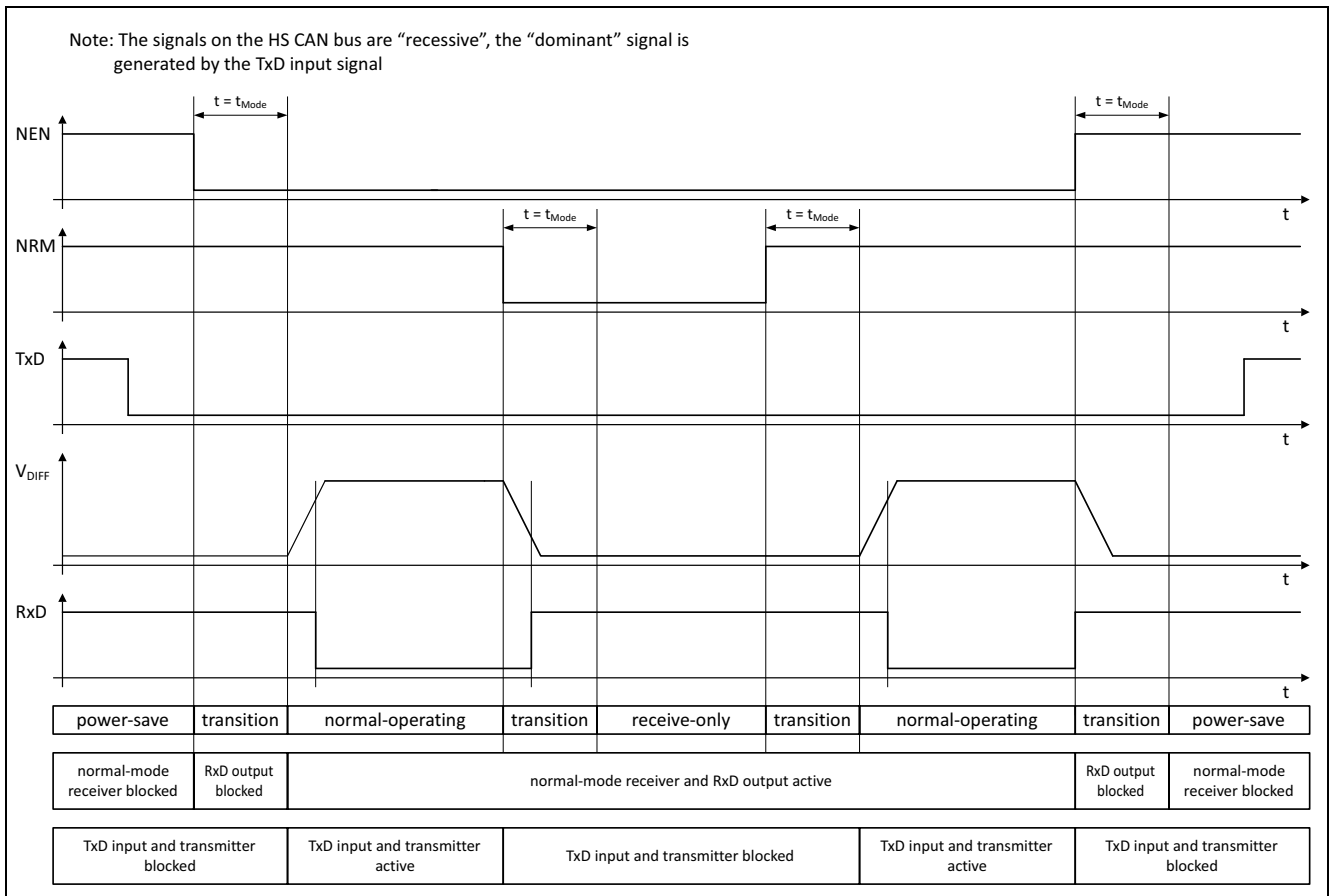 Note: The signals on the HS CAN bus are “recessive”, the “dominant” signal is
generated by the TxD input signal
t = tMode
t = tMode
NEN
t
t = tMode
t = tMode
NRM
t
TxD
t
VDIFF
t
RxD
t
power-save
transition
normal-operating
transition
receive-only
transition
normal-operating
transition
power-save
normal-mode
receiver blocked
RxD output
blocked
normal-mode receiver and RxD output active
RxD output
blocked
normal-mode
receiver blocked
TxD input and transmitter
blocked
TxD input and transmitter
active
TxD input and transmitter blocked
TxD input and transmitter
active
TxD input and transmitter
blocked